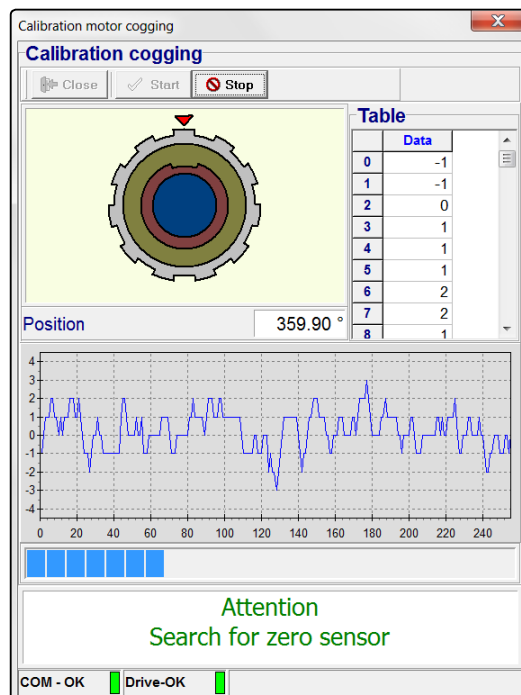 Calibration motor cogging
Calibration cogging
Close Start Stop
Table
Data
0 -1
1 -1
2 0
3 1
4 1
5 1
6 2
7 2
8 1
Position 359.90 °
4
3
2
1
0
-1
-2
-3
-4
0 20 40 60 80 100 120 140 160 180 200 220 240
Attention
Search for zero sensor
COM - OK Drive-OK